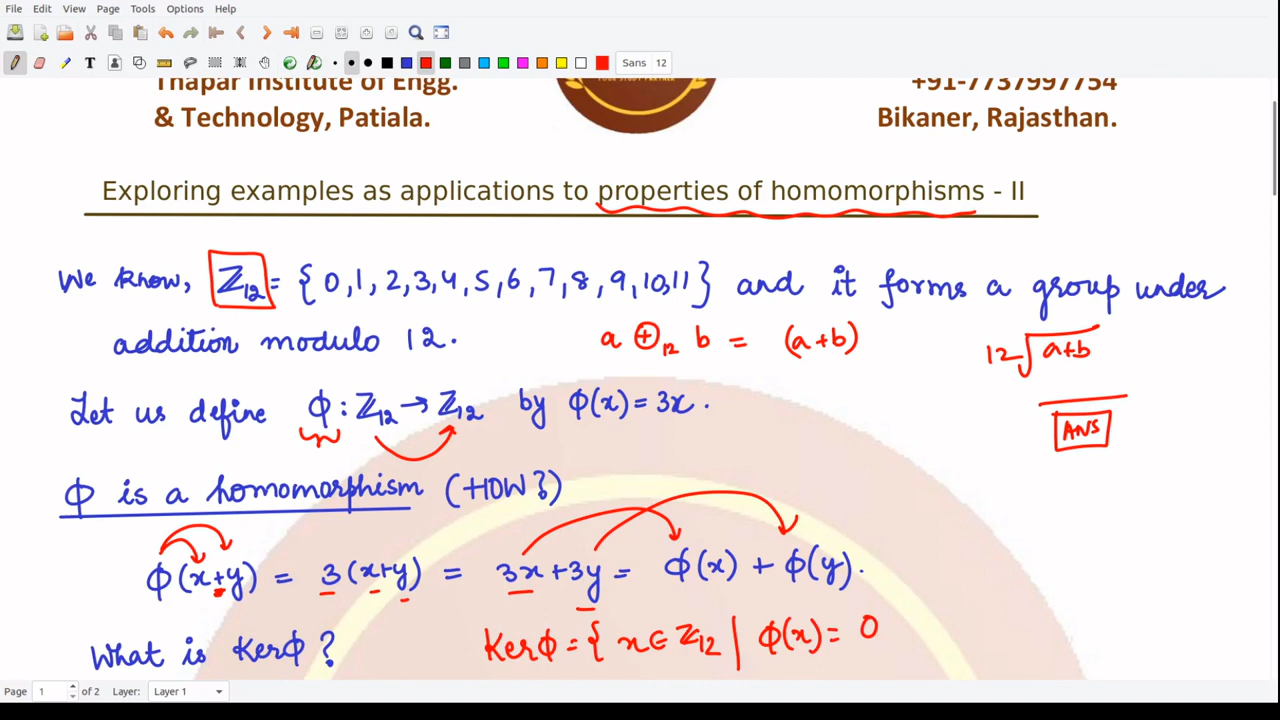 File Edit View Page Tools Options Help
Sans 12
Thapar Institute of Engg.
& Technology, Patiala.
+91-7737997754
Bikaner, Rajasthan.
Exploring examples as applications to properties of homomorphisms - II
We know, ℤ₁₂ = {0,1,2,3,4,5,6,7,8,9,10,11} and it forms a group under
addition modulo 12.
a ⊕₁₂ b = (a+b)
12√a+b
ANS
Let us define Φ : ℤ₁₂ → ℤ₁₂ by Φ(x) = 3x.
Φ is a homomorphism (HOW?)
Φ(x+y) = 3(x+y) = 3x+3y = Φ(x) + Φ(y).
What is KerΦ?
KerΦ = { x ∈ ℤ₁₂ | Φ(x) = 0
Page 1 of 2 Layer: Layer 1